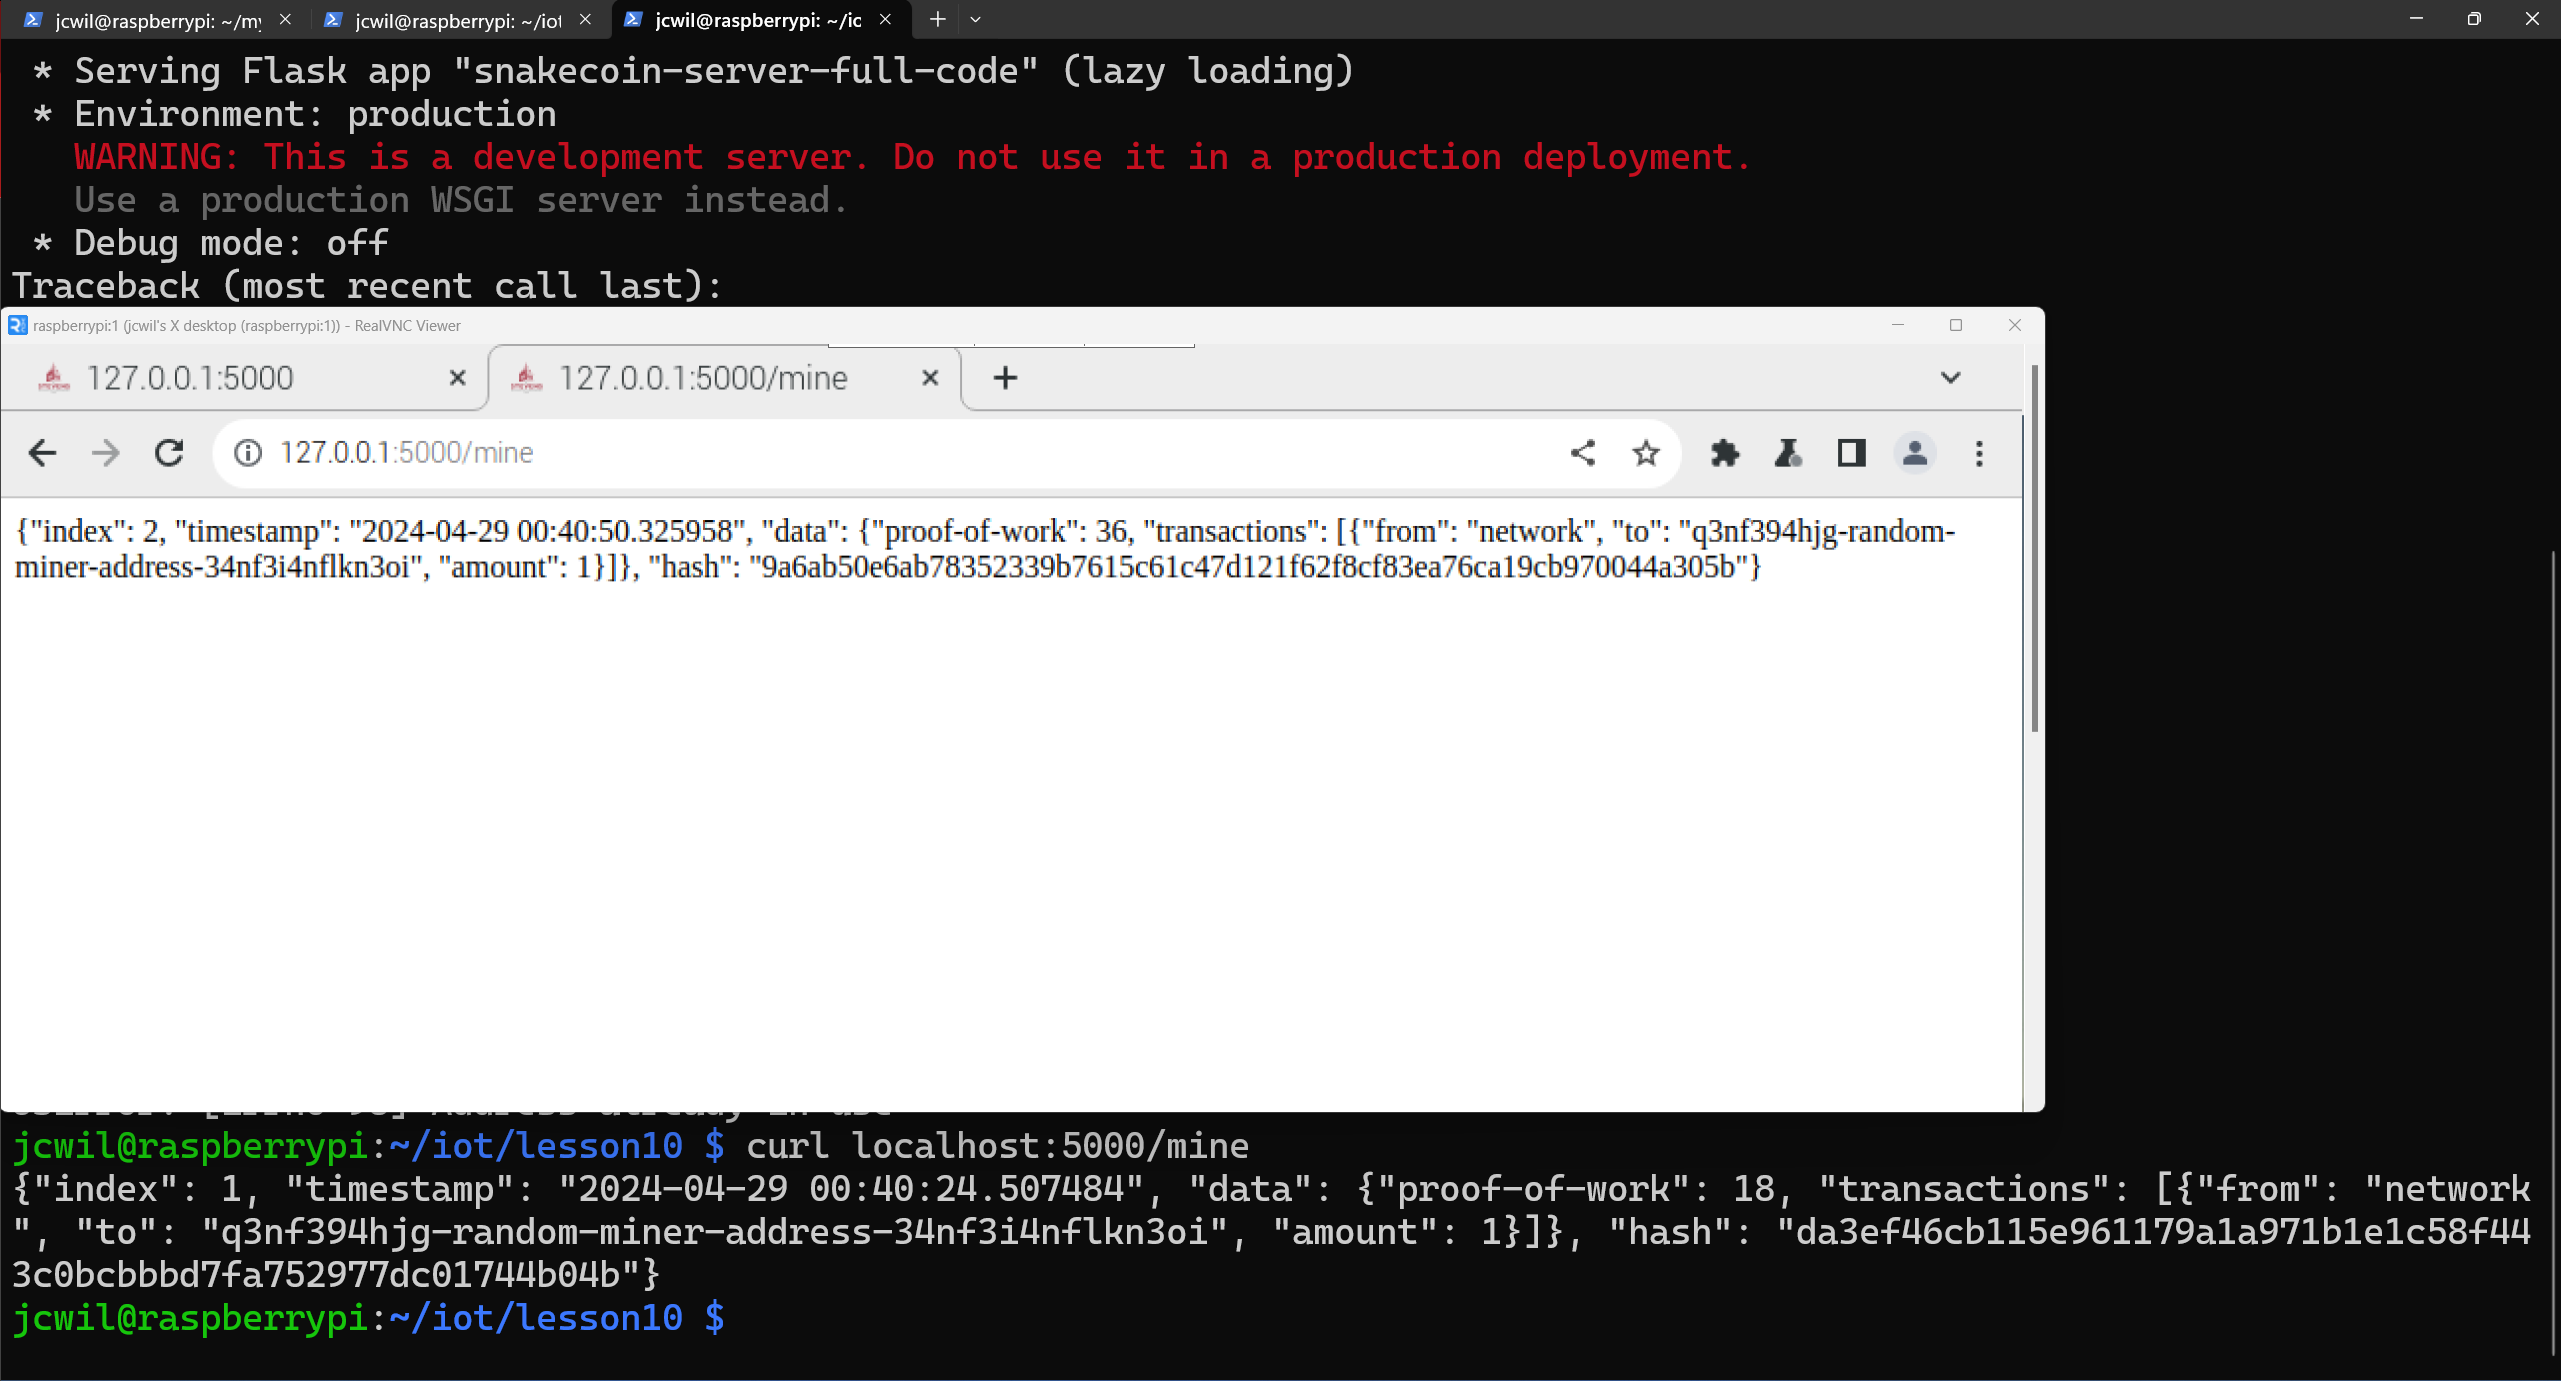 jcwil@raspberrypi: ~/my
jcwil@raspberrypi: ~/iot
jcwil@raspberrypi: ~/ic
* Serving Flask app "snakecoin-server-full-code" (lazy loading)
* Environment: production
WARNING: This is a development server. Do not use it in a production deployment.
Use a production WSGI server instead.
* Debug mode: off
Traceback (most recent call last):
raspberrypi:1 (jcwil's X desktop (raspberrypi:1)) - RealVNC Viewer
127.0.0.1:5000
127.0.0.1:5000/mine
127.0.0.1:5000/mine
{"index": 2, "timestamp": "2024-04-29 00:40:50.325958", "data": {"proof-of-work": 36, "transactions": [{"from": "network", "to": "q3nf394hjg-random-
miner-address-34nf3i4nflkn3oi", "amount": 1}]}, "hash": "9a6ab50e6ab78352339b7615c61c47d121f62f8cf83ea76ca19cb970044a305b"}
Address already in use
jcwil@raspberrypi:~/iot/lesson10 $ curl localhost:5000/mine
{"index": 1, "timestamp": "2024-04-29 00:40:24.507484", "data": {"proof-of-work": 18, "transactions": [{"from": "network
", "to": "q3nf394hjg-random-miner-address-34nf3i4nflkn3oi", "amount": 1}]}, "hash": "da3ef46cb115e961179a1a971b1e1c58f44
3c0bcbbbd7fa752977dc01744b04b"}
jcwil@raspberrypi:~/iot/lesson10 $